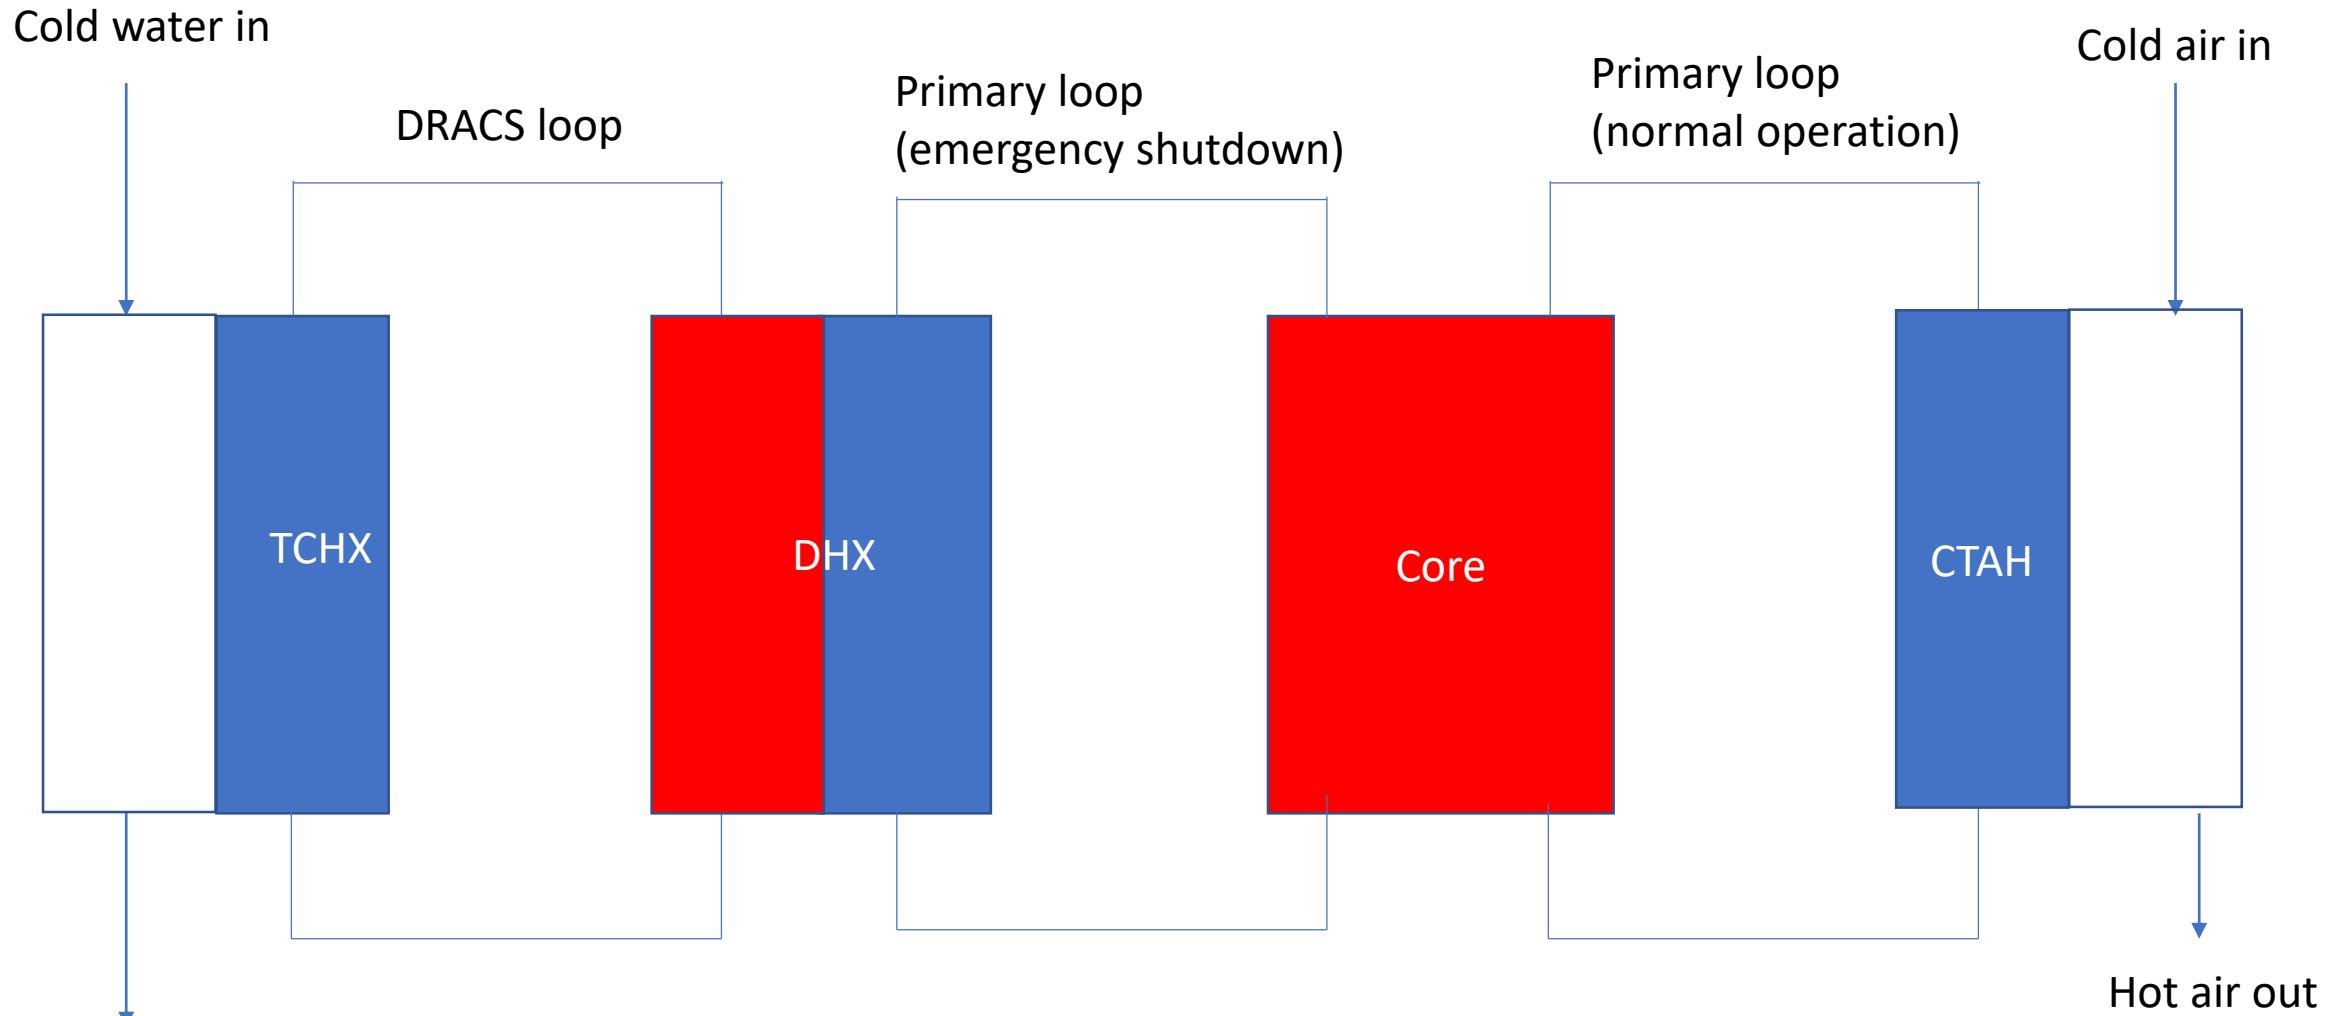 Cold water in
DRACS loop
Primary loop
(emergency shutdown)
Primary loop
(normal operation)
Cold air in
TCHX
DHX
Core
CTAH
Hot air out